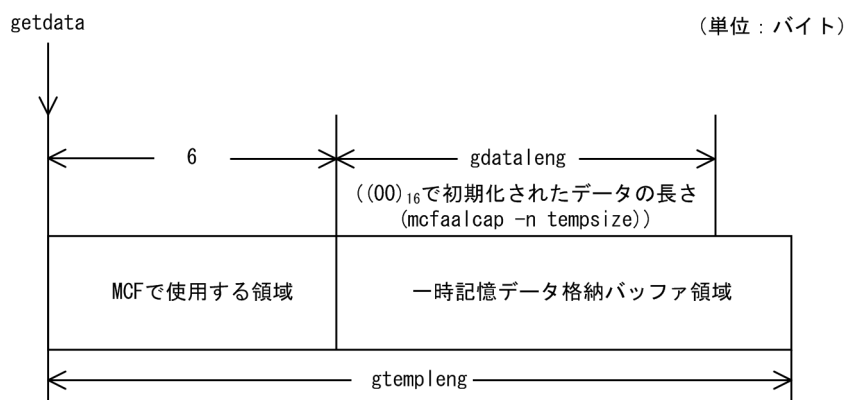 getdata
(単位：バイト)
6
gdataleng
((00)₁₆で初期化されたデータの長さ
(mcfaalcap -n tempsize))
MCFで使用する領域
一時記憶データ格納バッファ領域
gtempleng